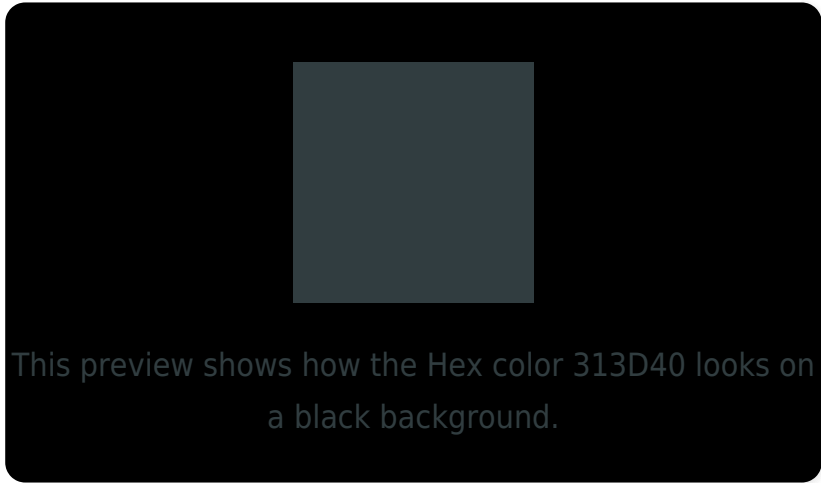 This preview shows how the Hex color 313D40 looks on
a black background.